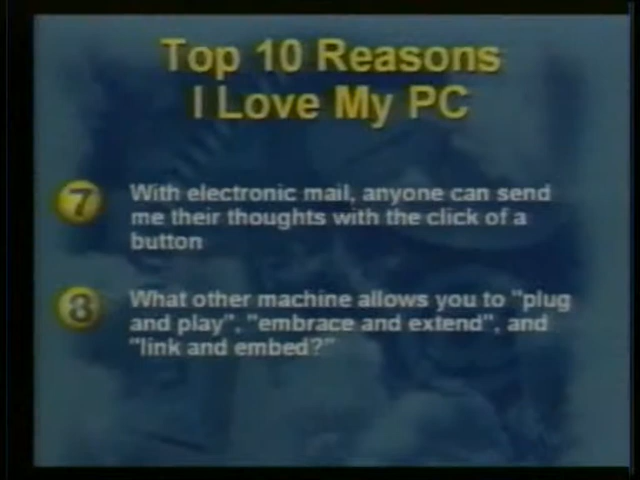 Top 10 Reasons
I Love My PC
7
With electronic mail, anyone can send
me their thoughts with the click of a
button
8
What other machine allows you to "plug
and play", "embrace and extend", and
"link and embed?"